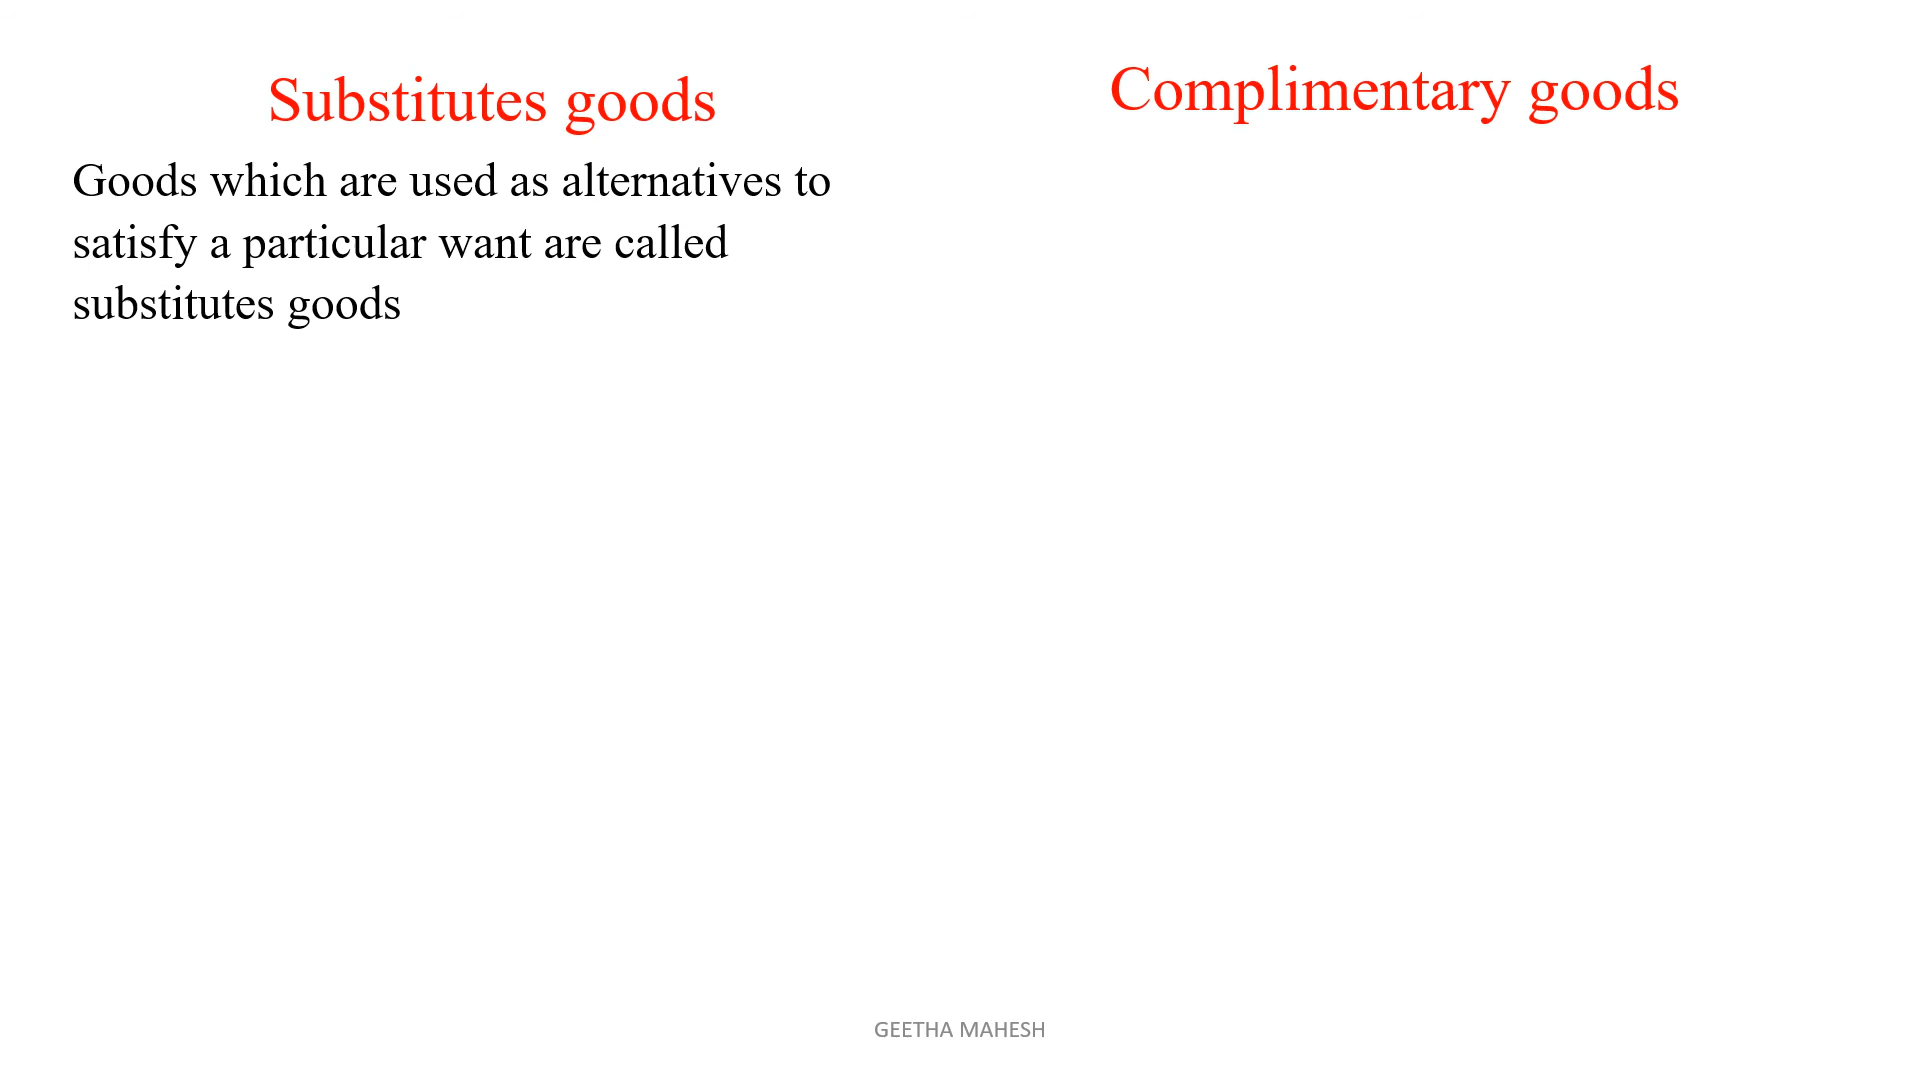 Substitutes goods
Goods which are used as alternatives to
satisfy a particular want are called
substitutes goods
Complimentary goods
GEETHA MAHESH